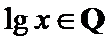 lg x ∈ Q